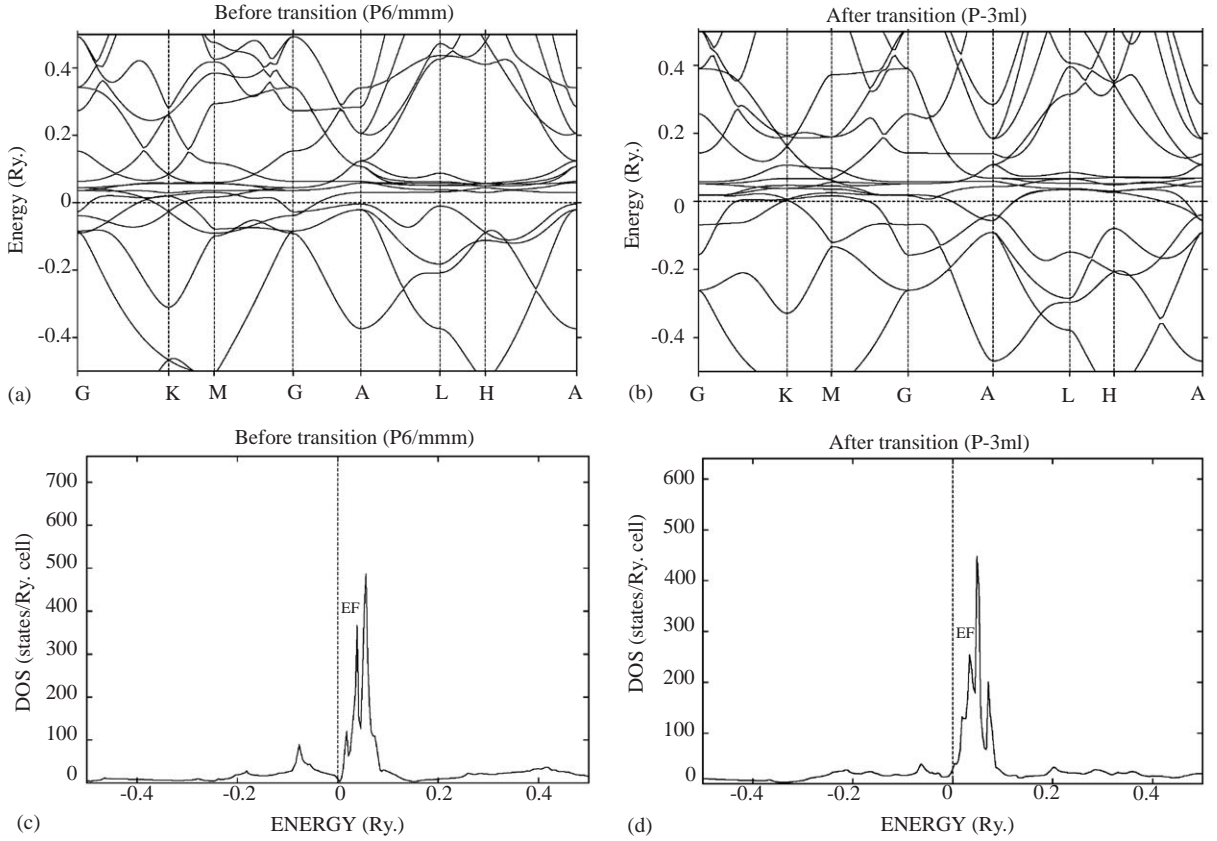 Before transition (P6/mmm)
After transition (P-3ml)
Energy (Ry.)
0.4
0.2
0
-0.2
-0.4
Energy (Ry.)
0.4
0.2
0
-0.2
-0.4
(a)
G K M G A L H A
(b)
G K M G A L H A
Before transition (P6/mmm)
After transition (P-3ml)
DOS (states/Ry. cell)
700
600
500
400
300
200
100
0
EF
DOS (states/Ry. cell)
600
500
400
300
200
100
0
EF
-0.4 -0.2 0 0.2 0.4
-0.4 -0.2 0 0.2 0.4
(c)
ENERGY (Ry.)
(d)
ENERGY (Ry.)